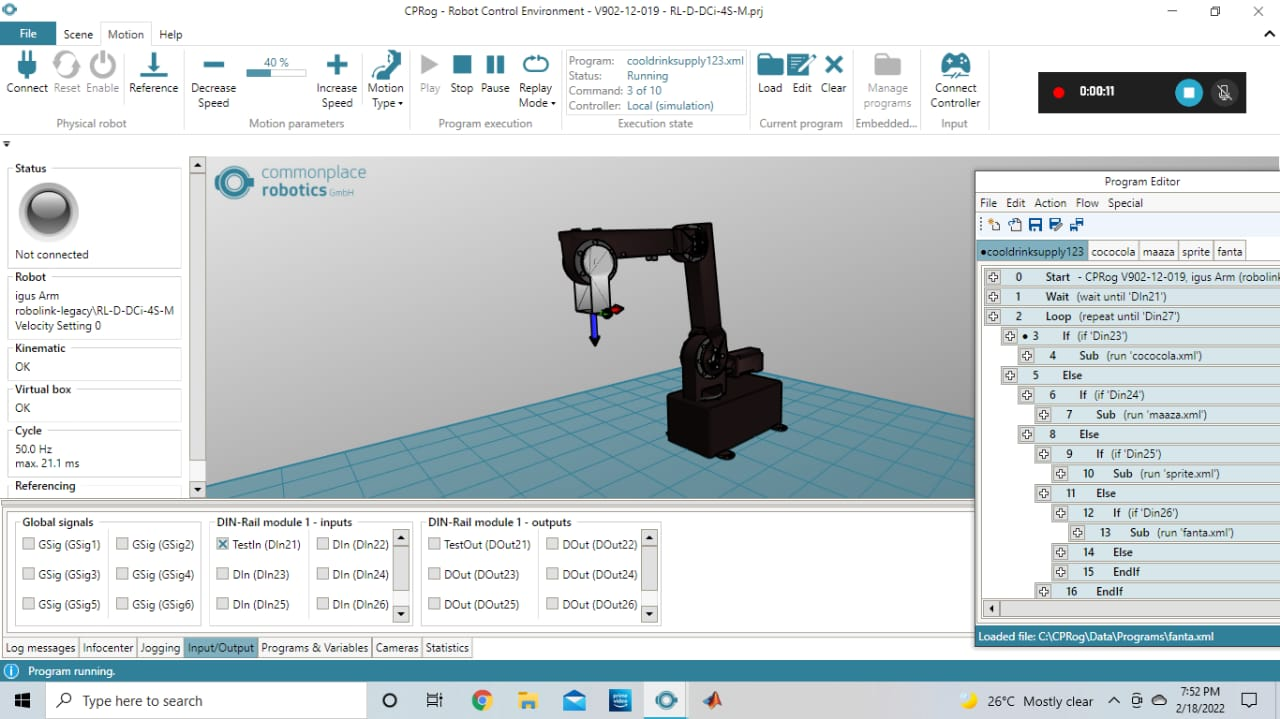 CPRog - Robot Control Environment - V902-12-019 - RL-D-DCi-4S-M.prj
File Scene Motion Help
Connect Reset Enable Reference
Physical robot
Decrease Speed 40 % Increase Speed Motion Type
Motion parameters
Play Stop Pause Replay Mode
Program execution
Program: cooldrinksupply123.xml
Status: Running
Command: 3 of 10
Controller: Local (simulation)
Execution state
Load Edit Clear
Current program
Manage programs
Embedded...
Connect Controller
Input
0:00:11
Status
Not connected
Robot
igus Arm
robolink-legacy\RL-D-DCi-4S-M
Velocity Setting 0
Kinematic
OK
Virtual box
OK
Cycle
50.0 Hz
max. 21.1 ms
Referencing
commonplace
robotics GmbH
Program Editor
File Edit Action Flow Special
•cooldrinksupply123 cococola maaza sprite fanta
0 Start - CPRog V902-12-019, igus Arm (robolink
1 Wait (wait until 'DIn21')
2 Loop (repeat until 'Din27')
• 3 If (if 'Din23')
4 Sub (run 'cococola.xml')
5 Else
6 If (if 'Din24')
7 Sub (run 'maaza.xml')
8 Else
9 If (if 'Din25')
10 Sub (run 'sprite.xml')
11 Else
12 If (if 'Din26')
13 Sub (run 'fanta.xml')
14 Else
15 EndIf
16 EndIf
Loaded file: C:\CPRog\Data\Programs\fanta.xml
Global signals
GSig (GSig1) GSig (GSig2)
GSig (GSig3) GSig (GSig4)
GSig (GSig5) GSig (GSig6)
DIN-Rail module 1 - inputs
TestIn (DIn21) DIn (DIn22)
DIn (DIn23) DIn (DIn24)
DIn (DIn25) DIn (DIn26)
DIN-Rail module 1 - outputs
TestOut (DOut21) DOut (DOut22)
DOut (DOut23) DOut (DOut24)
DOut (DOut25) DOut (DOut26)
Log messages Infocenter Jogging Input/Output Programs & Variables Cameras Statistics
Program running.
Type here to search
prime video
26°C Mostly clear
7:52 PM
2/18/2022